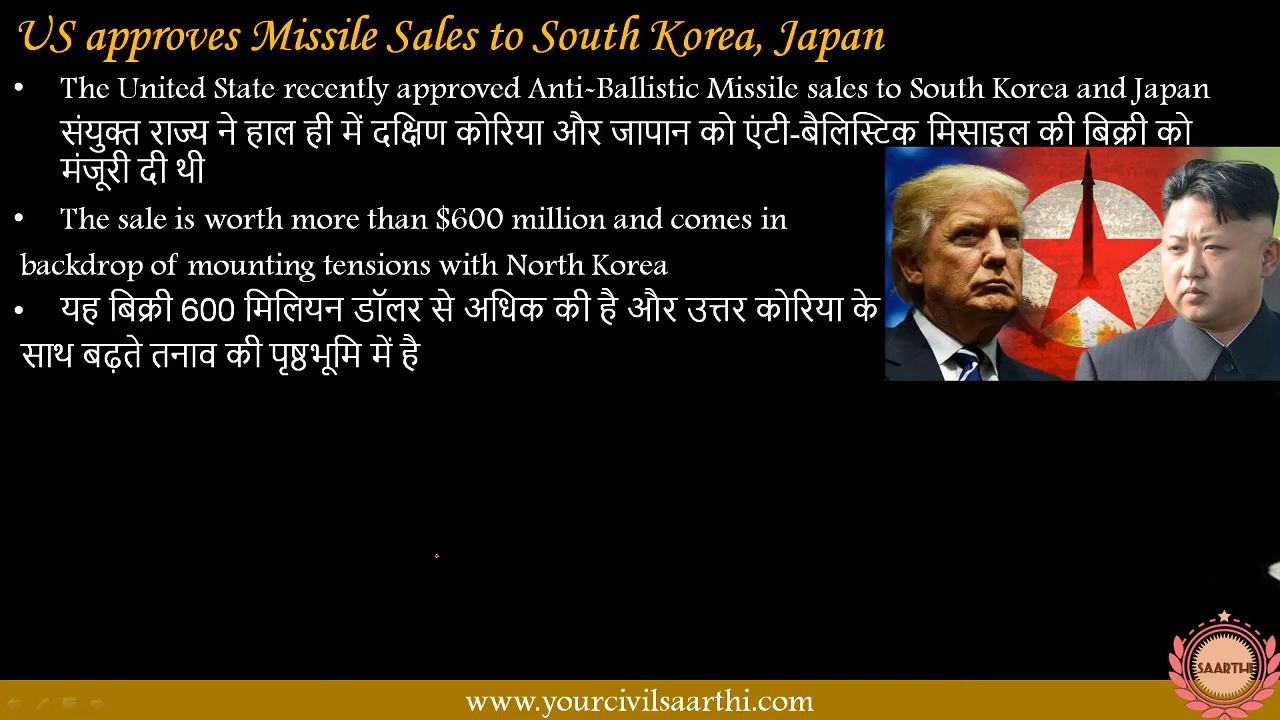 US approves Missile Sales to South Korea, Japan
• The United State recently approved Anti-Ballistic Missile sales to South Korea and Japan
संयुक्त राज्य ने हाल ही में दक्षिण कोरिया और जापान को एंटी-बैलिस्टिक मिसाइल की बिक्री को
मंजूरी दी थी
• The sale is worth more than $600 million and comes in
backdrop of mounting tensions with North Korea
• यह बिक्री 600 मिलियन डॉलर से अधिक की है और उत्तर कोरिया के
साथ बढ़ते तनाव की पृष्ठभूमि में है
SAARTHI
www.yourcivilsaarthi.com